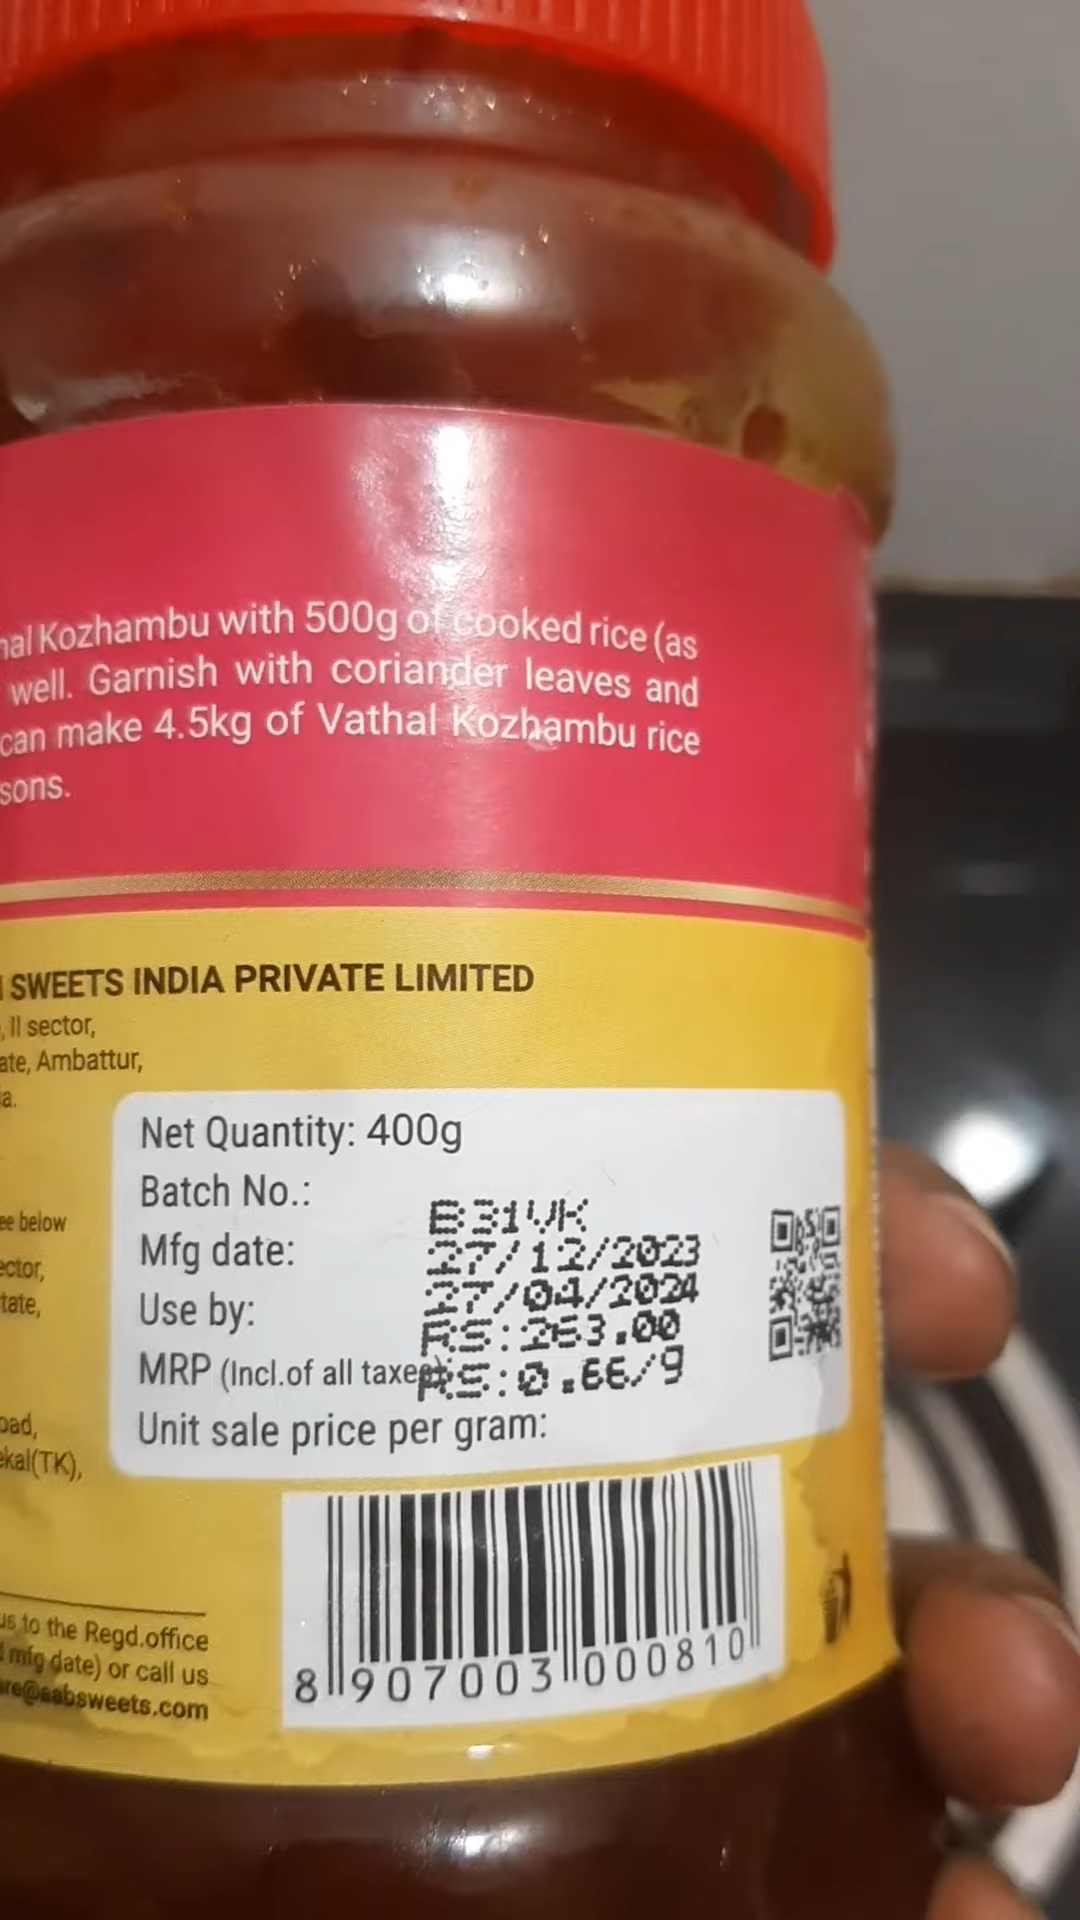 Kozhambu with 500g of cooked rice (as
well. Garnish with coriander leaves and
can make 4.5kg of Vathal Kozhambu rice
sons.
SWEETS INDIA PRIVATE LIMITED
, II sector,
ate, Ambattur,
a.
ee below
ector,
tate,
oad,
ekal(TK),
us to the Regd.office
mfg date) or call us
are@aabsweets.com
Net Quantity: 400g
Batch No.:
B31VK
Mfg date:
27/12/2023
Use by:
27/04/2024
RS:263.00
MRP (Incl.of all taxes):
RS:0.66/g
Unit sale price per gram:
8 907003 000810